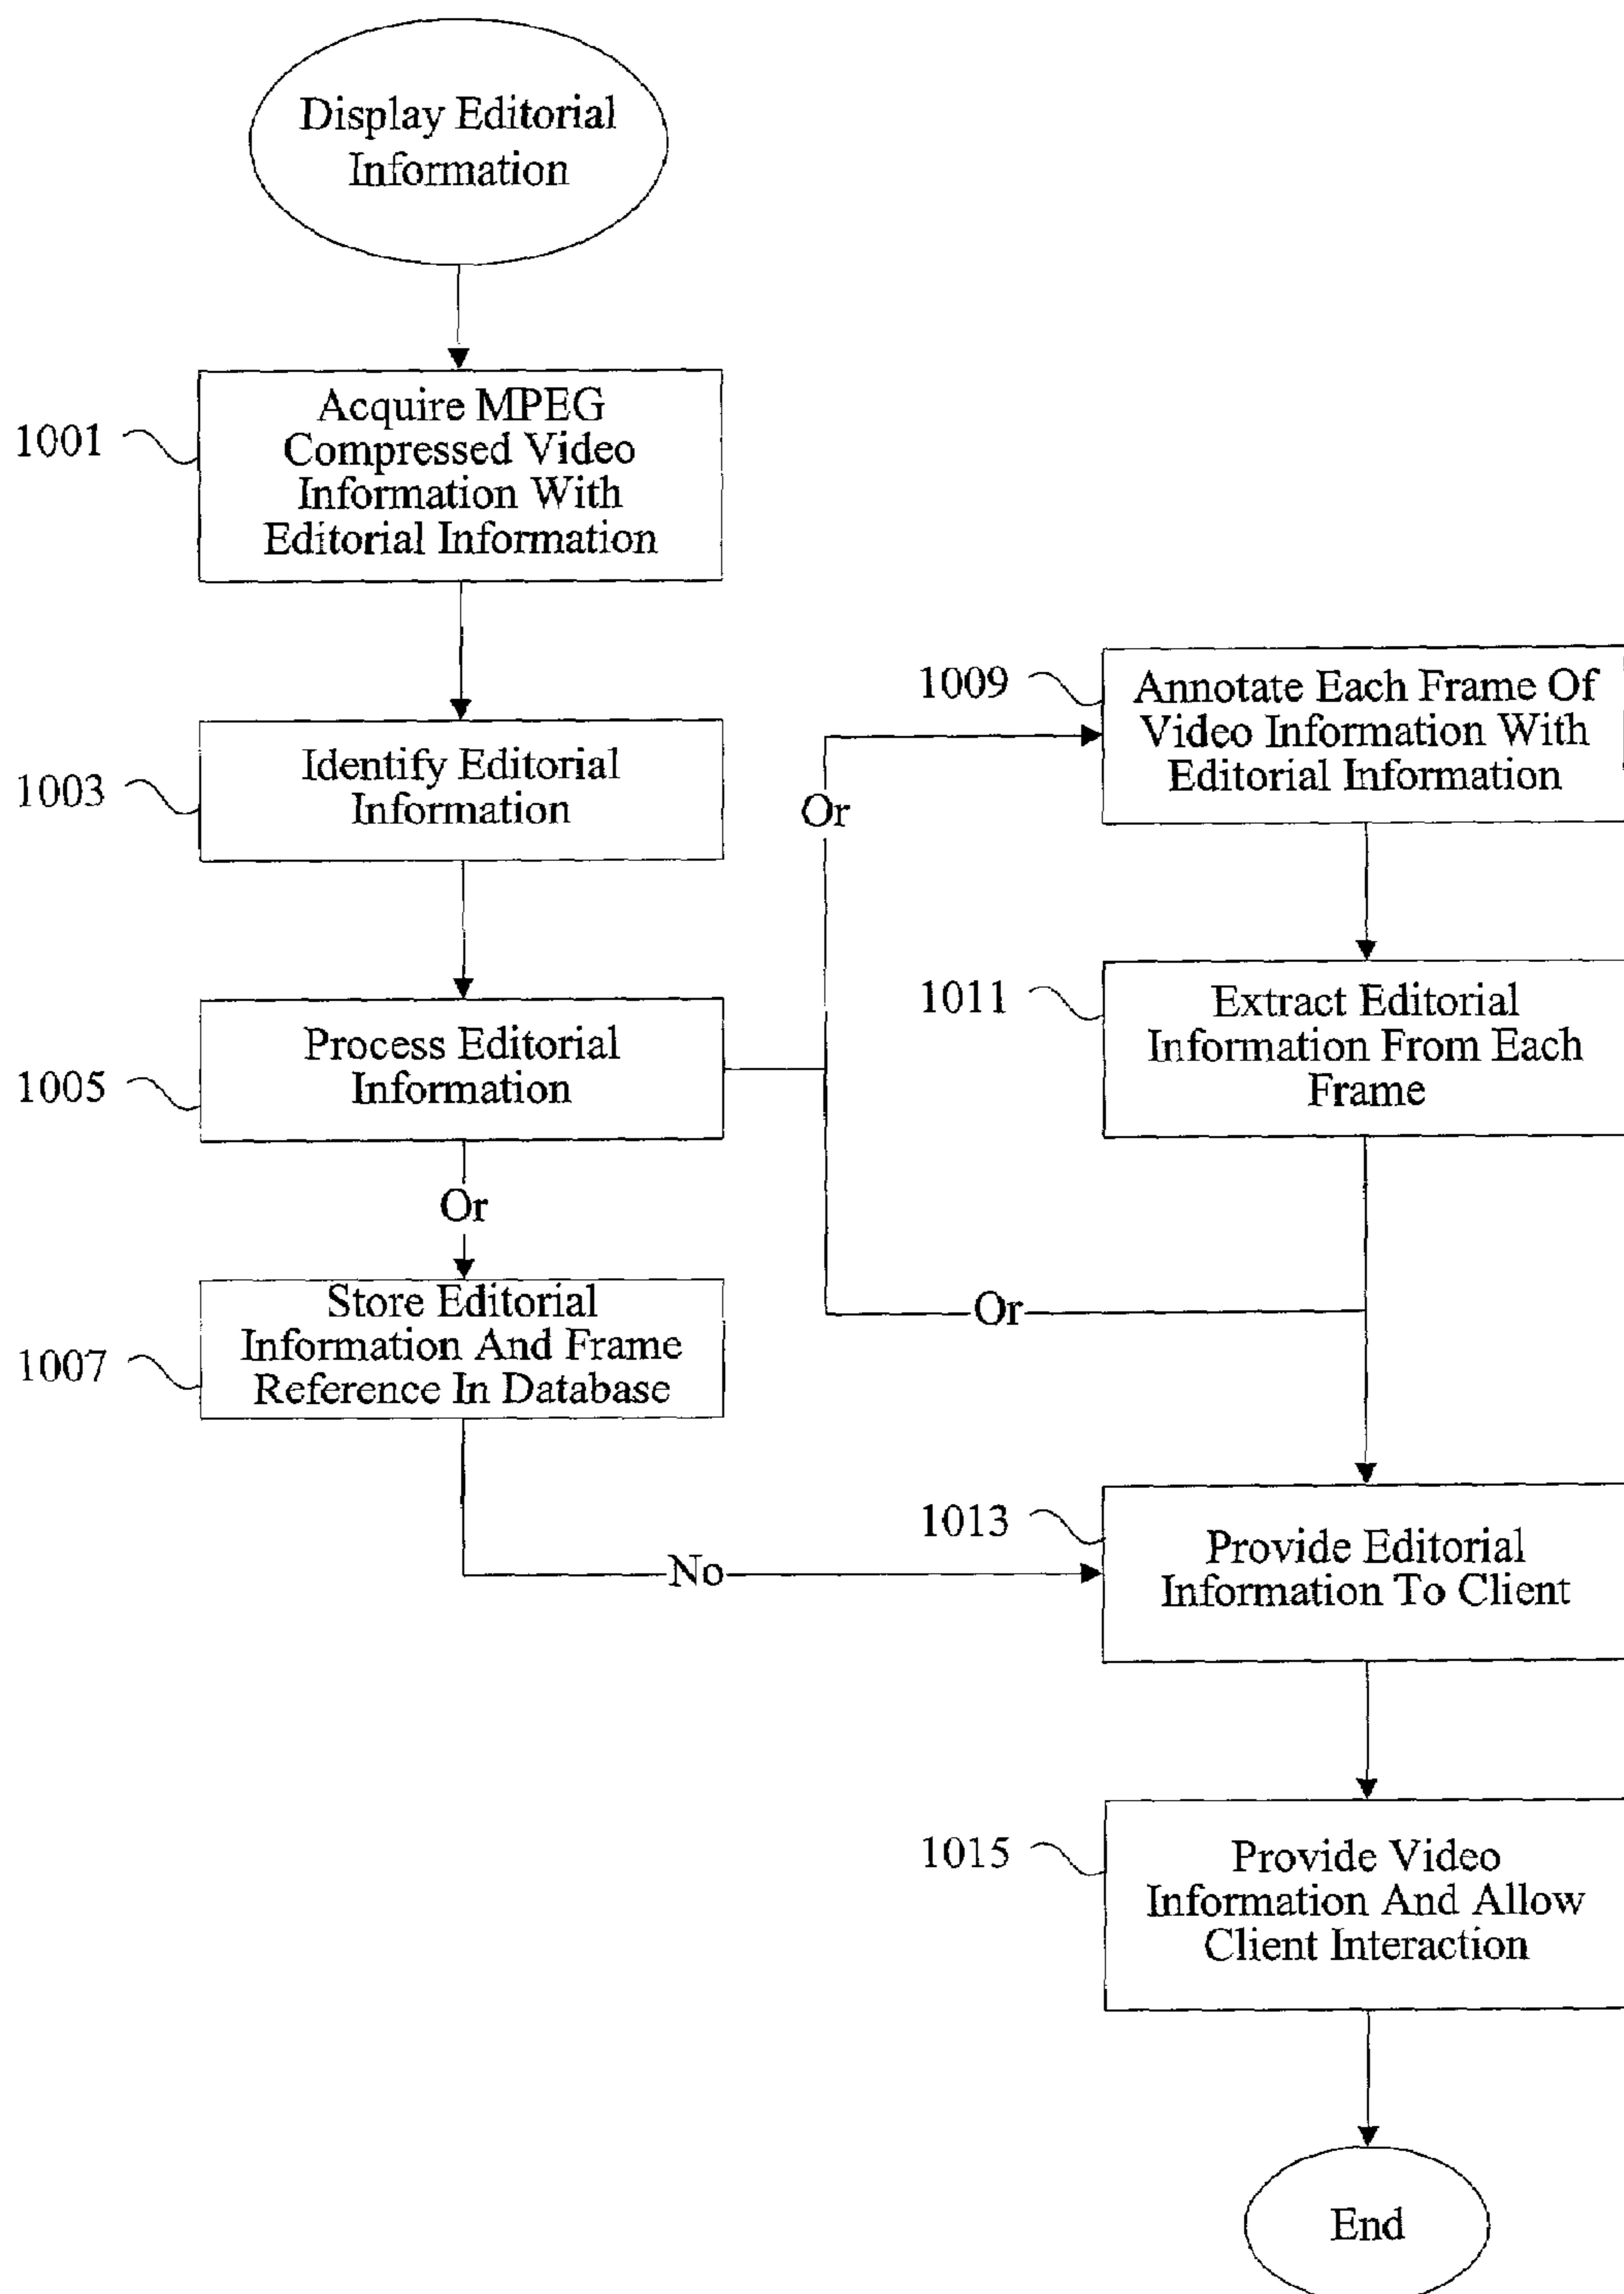 Display Editorial
Information
1001
Acquire MPEG
Compressed Video
Information With
Editorial Information
1003
Identify Editorial
Information
1005
Process Editorial
Information
Or
1007
Store Editorial
Information And Frame
Reference In Database
Or
1009
Annotate Each Frame Of
Video Information With
Editorial Information
1011
Extract Editorial
Information From Each
Frame
Or
No
1013
Provide Editorial
Information To Client
1015
Provide Video
Information And Allow
Client Interaction
End